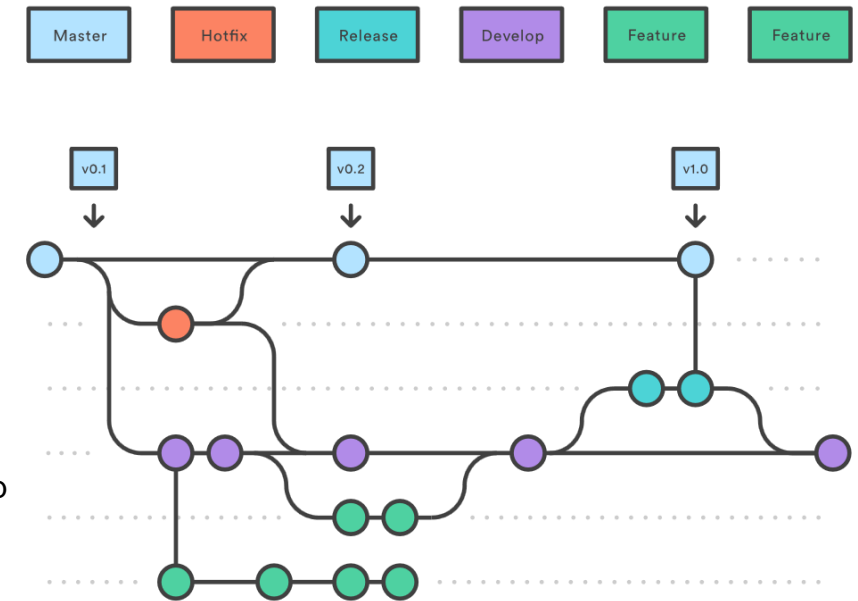 Master
Hotfix
Release
Develop
Feature
Feature
v0.1
v0.2
v1.0